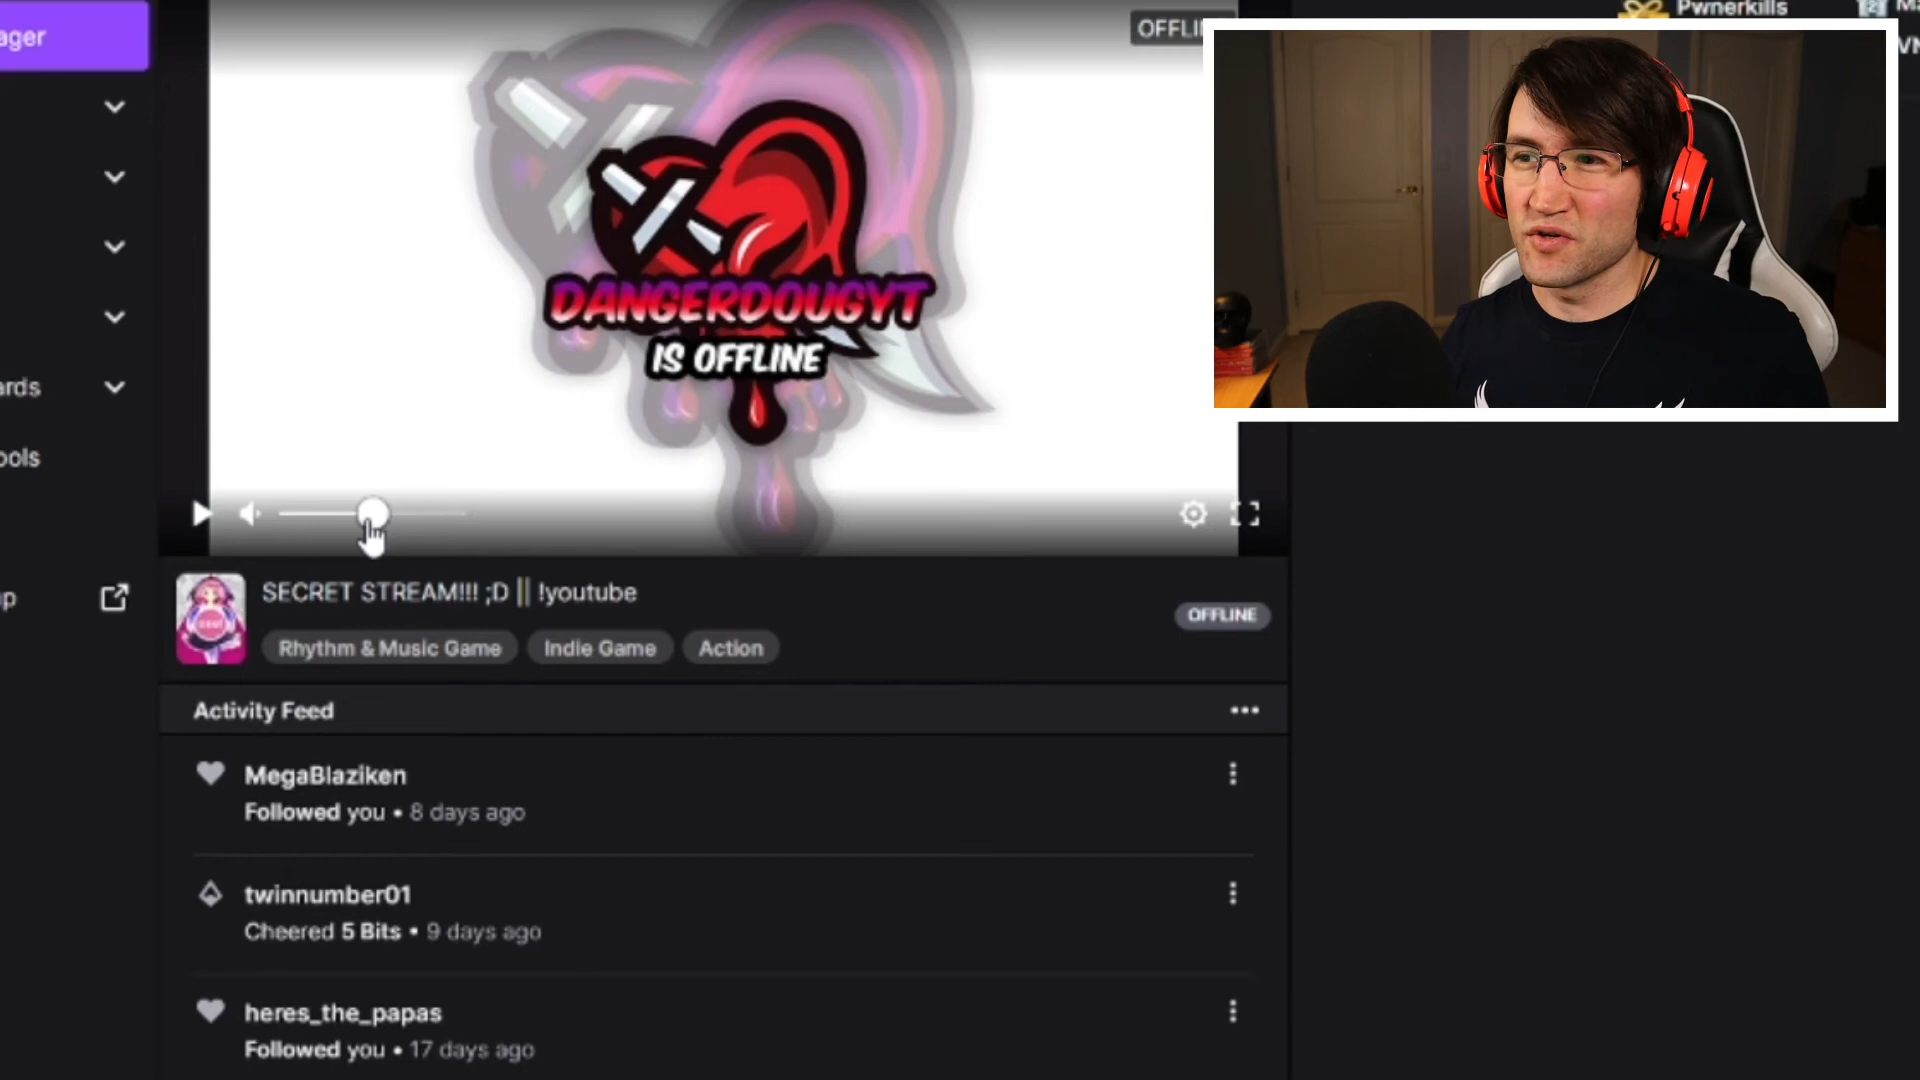 ager
Pwnerkills
OFFLI
DANGERDOUGYT
IS OFFLINE
ards
ools
SECRET STREAM!!! ;D || !youtube
OFFLINE
Rhythm & Music Game
Indie Game
Action
Activity Feed
MegaBlaziken
Followed you • 8 days ago
twinnumber01
Cheered 5 Bits • 9 days ago
heres_the_papas
Followed you • 17 days ago